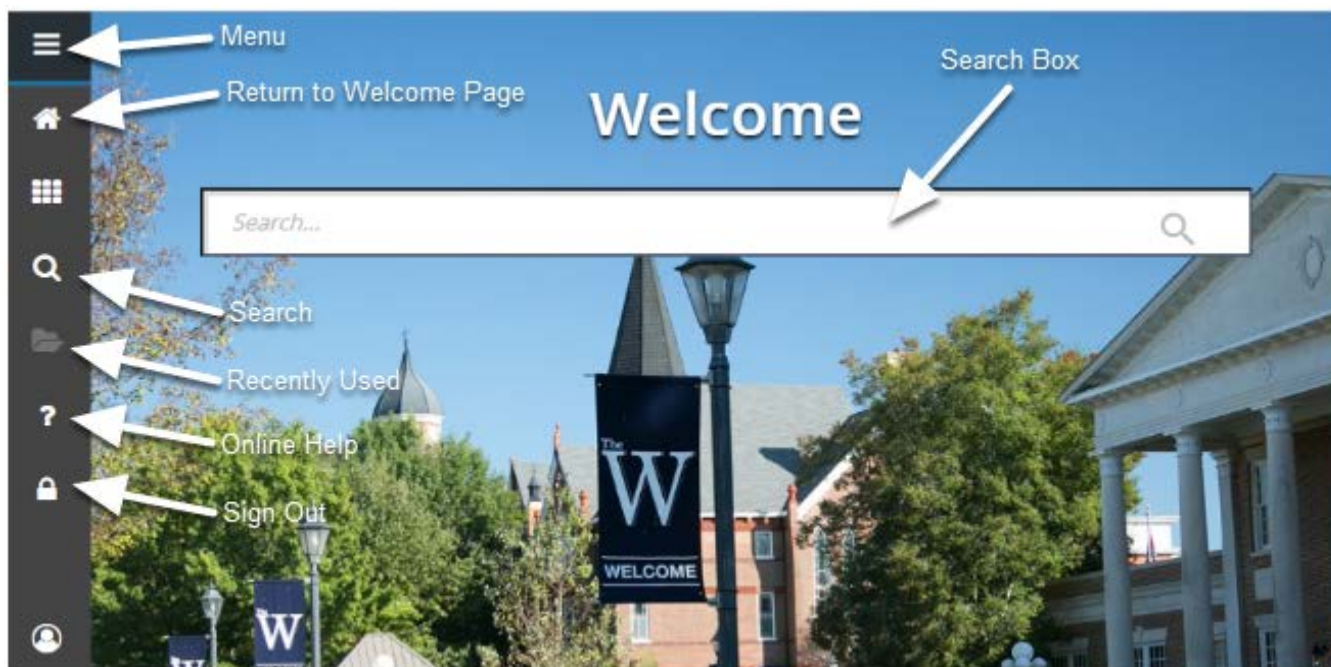 Menu
Search Box
Return to Welcome Page
Welcome
Search...
Search
Recently Used
?
Online Help
Sign Out
The
W
WELCOME
W
W